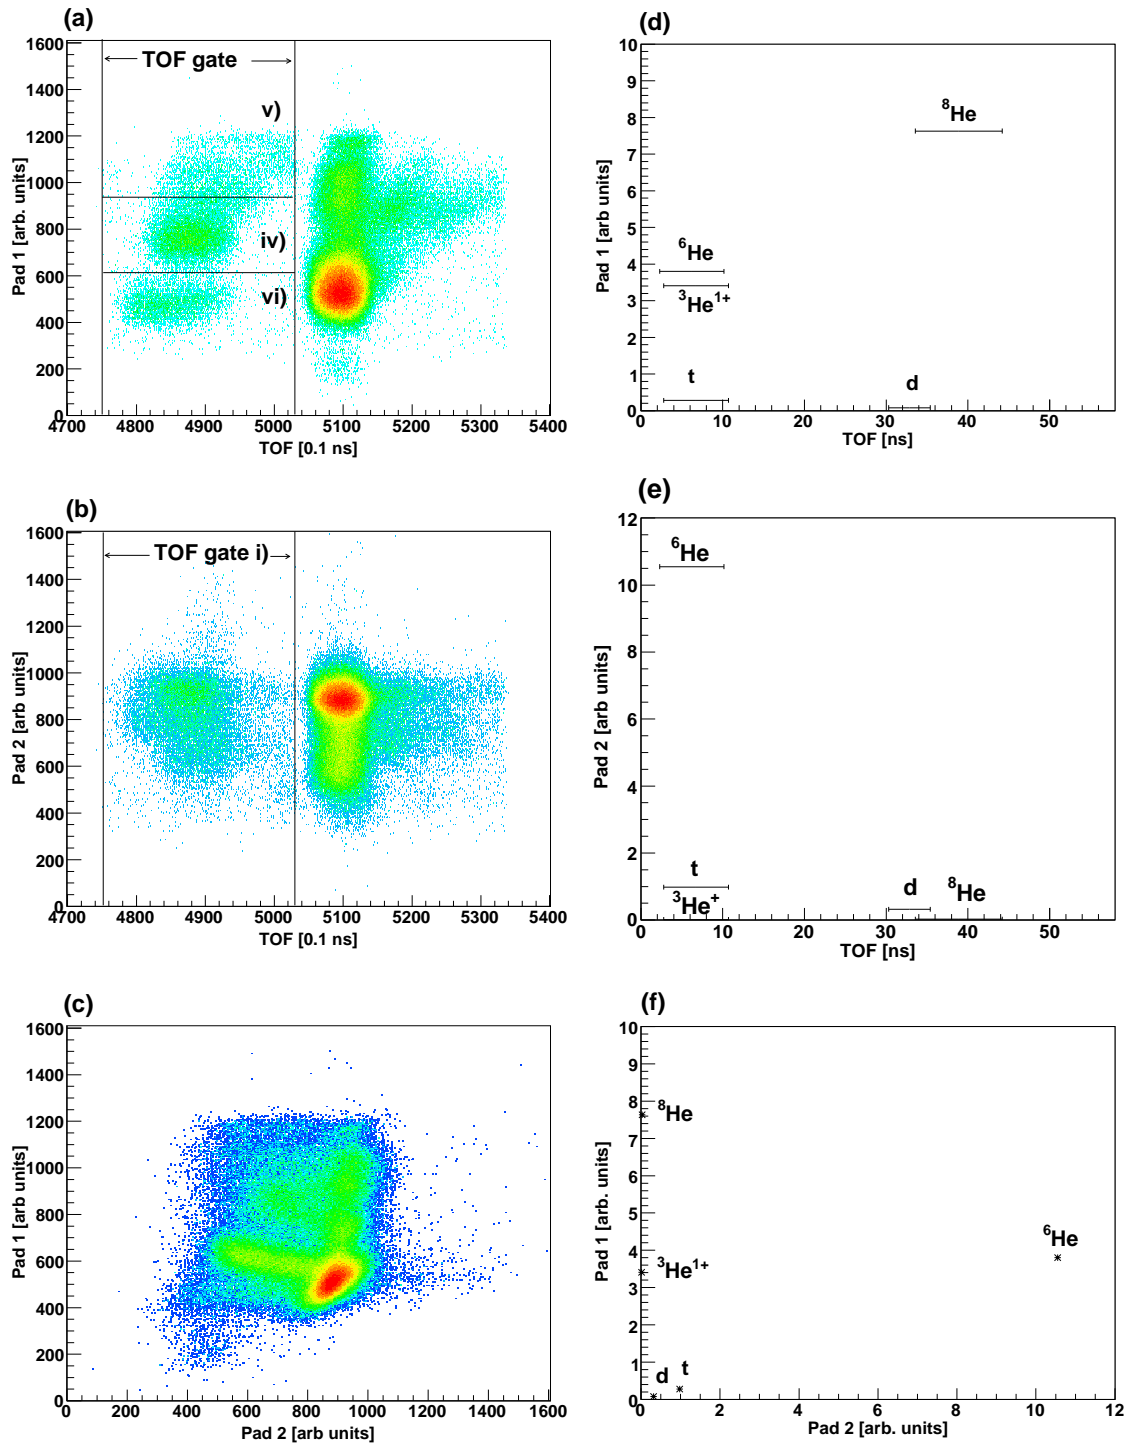 (a)
1600
1400
1200
1000
800
600
400
200
0
Pad 1 [arb. units]
TOF gate
v)
iv)
vi)
4700 4800 4900 5000 5100 5200 5300 5400
TOF [0.1 ns]
(d)
10
9
8
7
6
5
4
3
2
1
0
Pad 1 [arb units]
8He
6He
3He1+
t
d
0 10 20 30 40 50
TOF [ns]
(b)
1600
1400
1200
1000
800
600
400
200
0
Pad 2 [arb units]
TOF gate i)
4700 4800 4900 5000 5100 5200 5300 5400
TOF [0.1 ns]
(e)
12
10
8
6
4
2
0
Pad 2 [arb units]
6He
t
3He+
d
8He
0 10 20 30 40 50
TOF [ns]
(c)
1600
1400
1200
1000
800
600
400
200
0
Pad 1 [arb units]
0 200 400 600 800 1000 1200 1400 1600
Pad 2 [arb units]
(f)
10
9
8
7
6
5
4
3
2
1
0
Pad 1 [arb. units]
8He
6He
3He1+
d t
0 2 4 6 8 10 12
Pad 2 [arb. units]